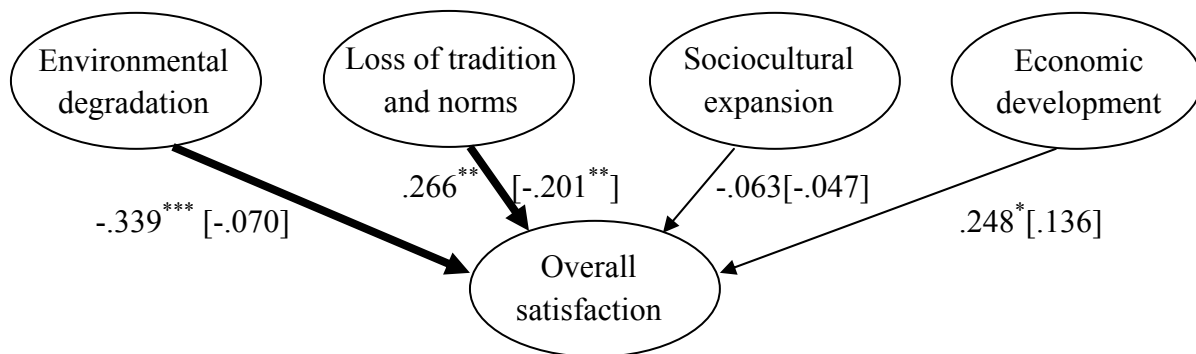 Environmental
degradation
Loss of tradition
and norms
Sociocultural
expansion
Economic
development
-.339*** [-.070]
.266** [-.201**]
-.063[-.047]
.248*[.136]
Overall
satisfaction